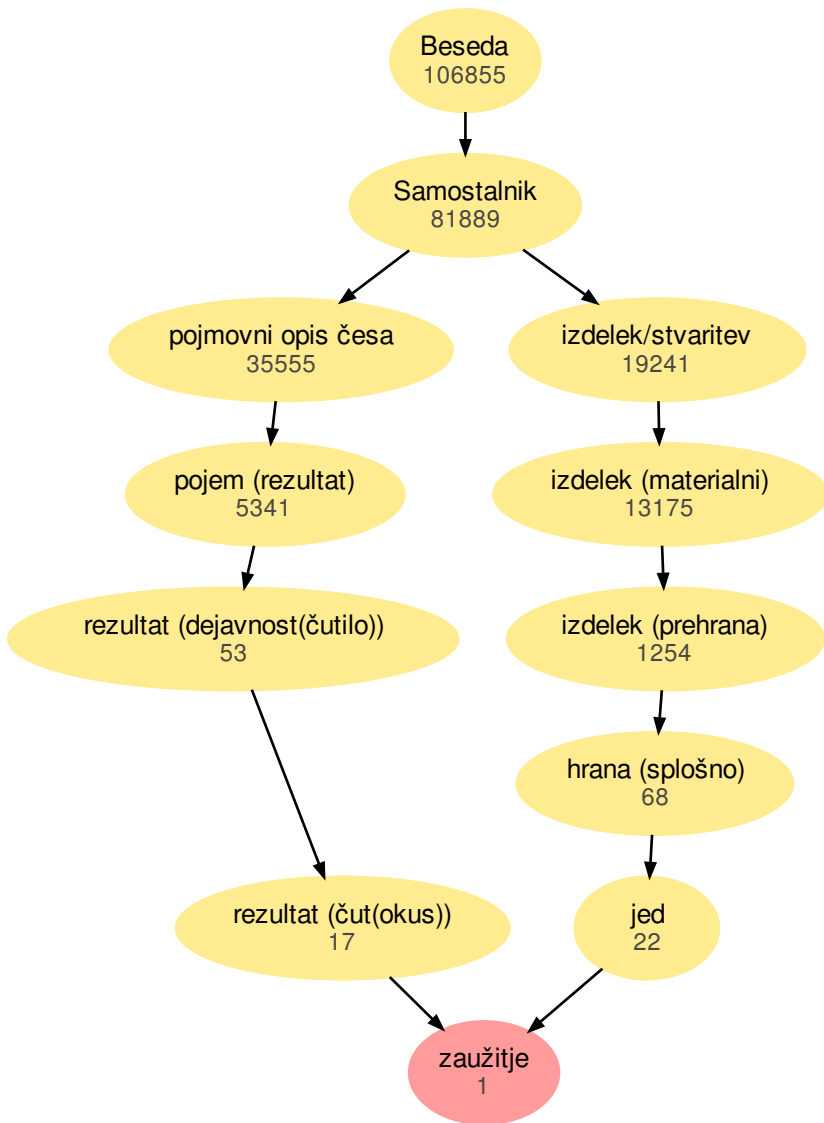 Beseda
106855
Samostalnik
81889
pojmovni opis česa
35555
izdelek/stvaritev
19241
pojem (rezultat)
5341
izdelek (materialni)
13175
rezultat (dejavnost(čutilo))
53
izdelek (prehrana)
1254
hrana (splošno)
68
rezultat (čut(okus))
17
jed
22
zaužitje
1